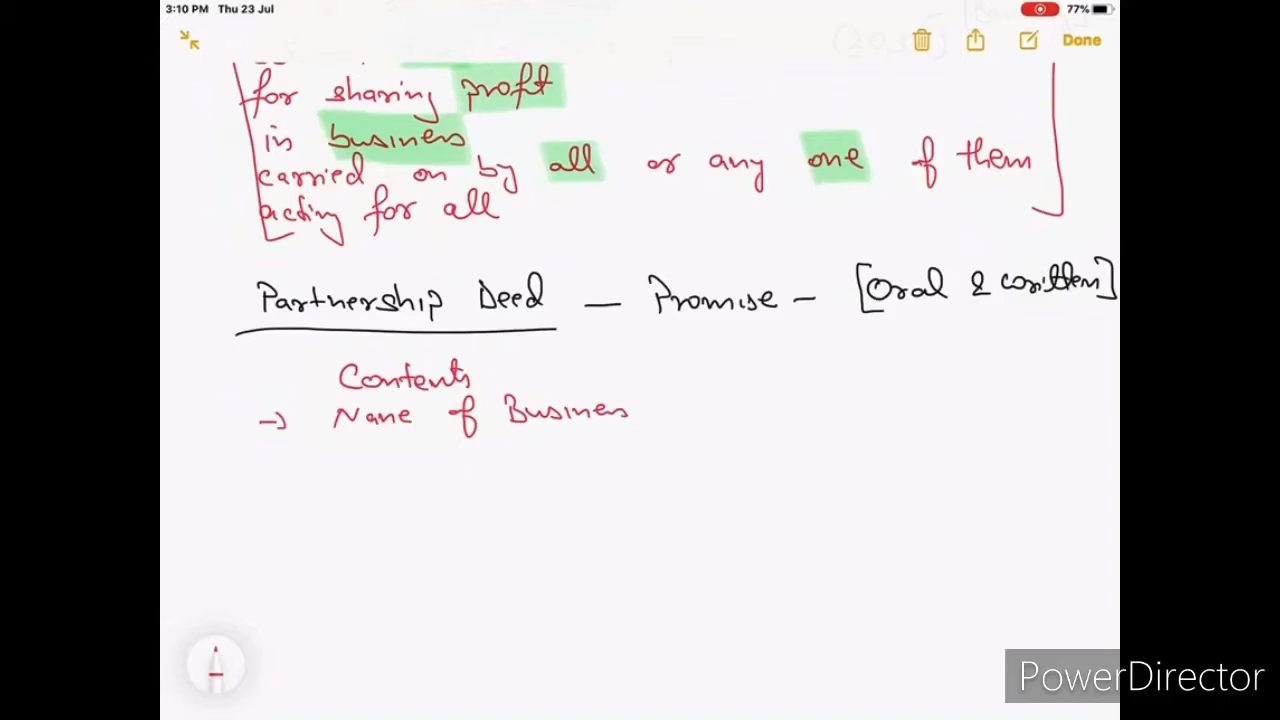 3:10 PM Thu 23 Jul
77%
Done
for sharing profit
in business
carried on by all or any one of them
acting for all
Partnership Deed — Promise - [Oral & written]
Contents
→ Name of Business
PowerDirector